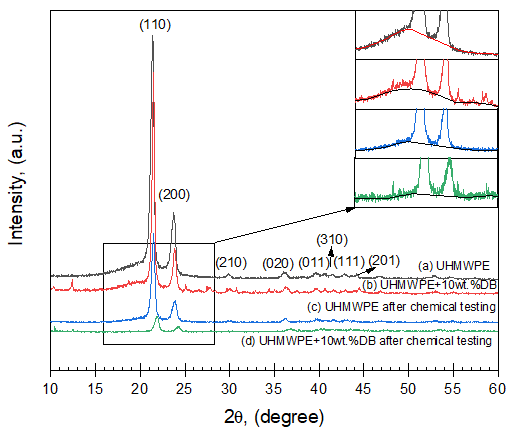 (110)
(200)
(210)
(020)
(011)
(310)
(111)
(201)
(a) UHMWPE
(b) UHMWPE+10wt.%DB
(c) UHMWPE after chemical testing
(d) UHMWPE+10wt.%DB after chemical testing
Intensity, (a.u.)
10 15 20 25 30 35 40 45 50 55 60
2θ, (degree)